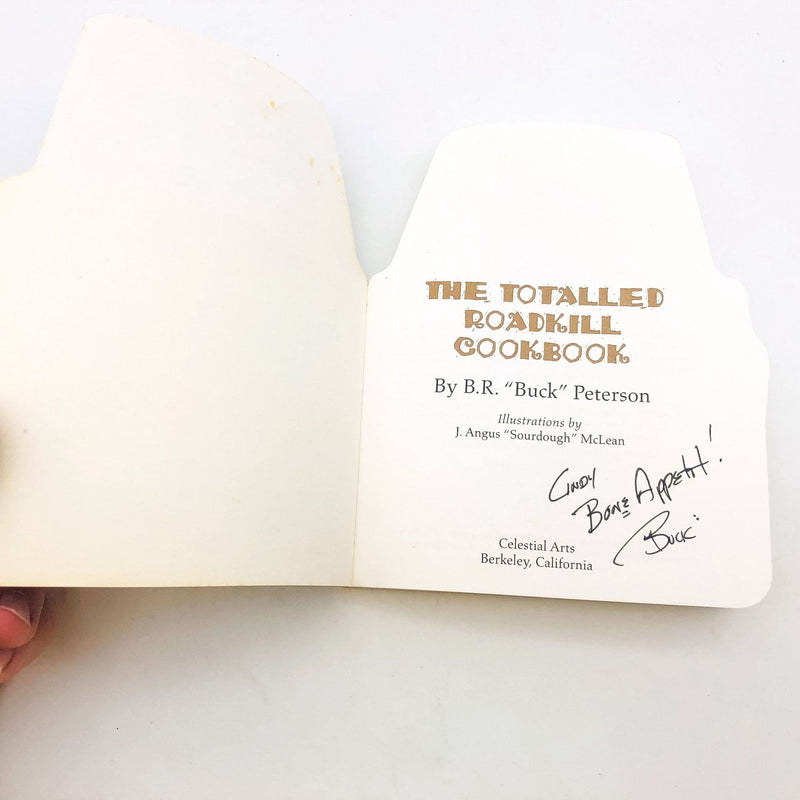 THE TOTALLED
ROADKILL
COOKBOOK
By B.R. “Buck” Peterson
Illustrations by
J. Angus “Sourdough” McLean
Cindy
Bone Appetit!
"Buck"
Celestial Arts
Berkeley, California